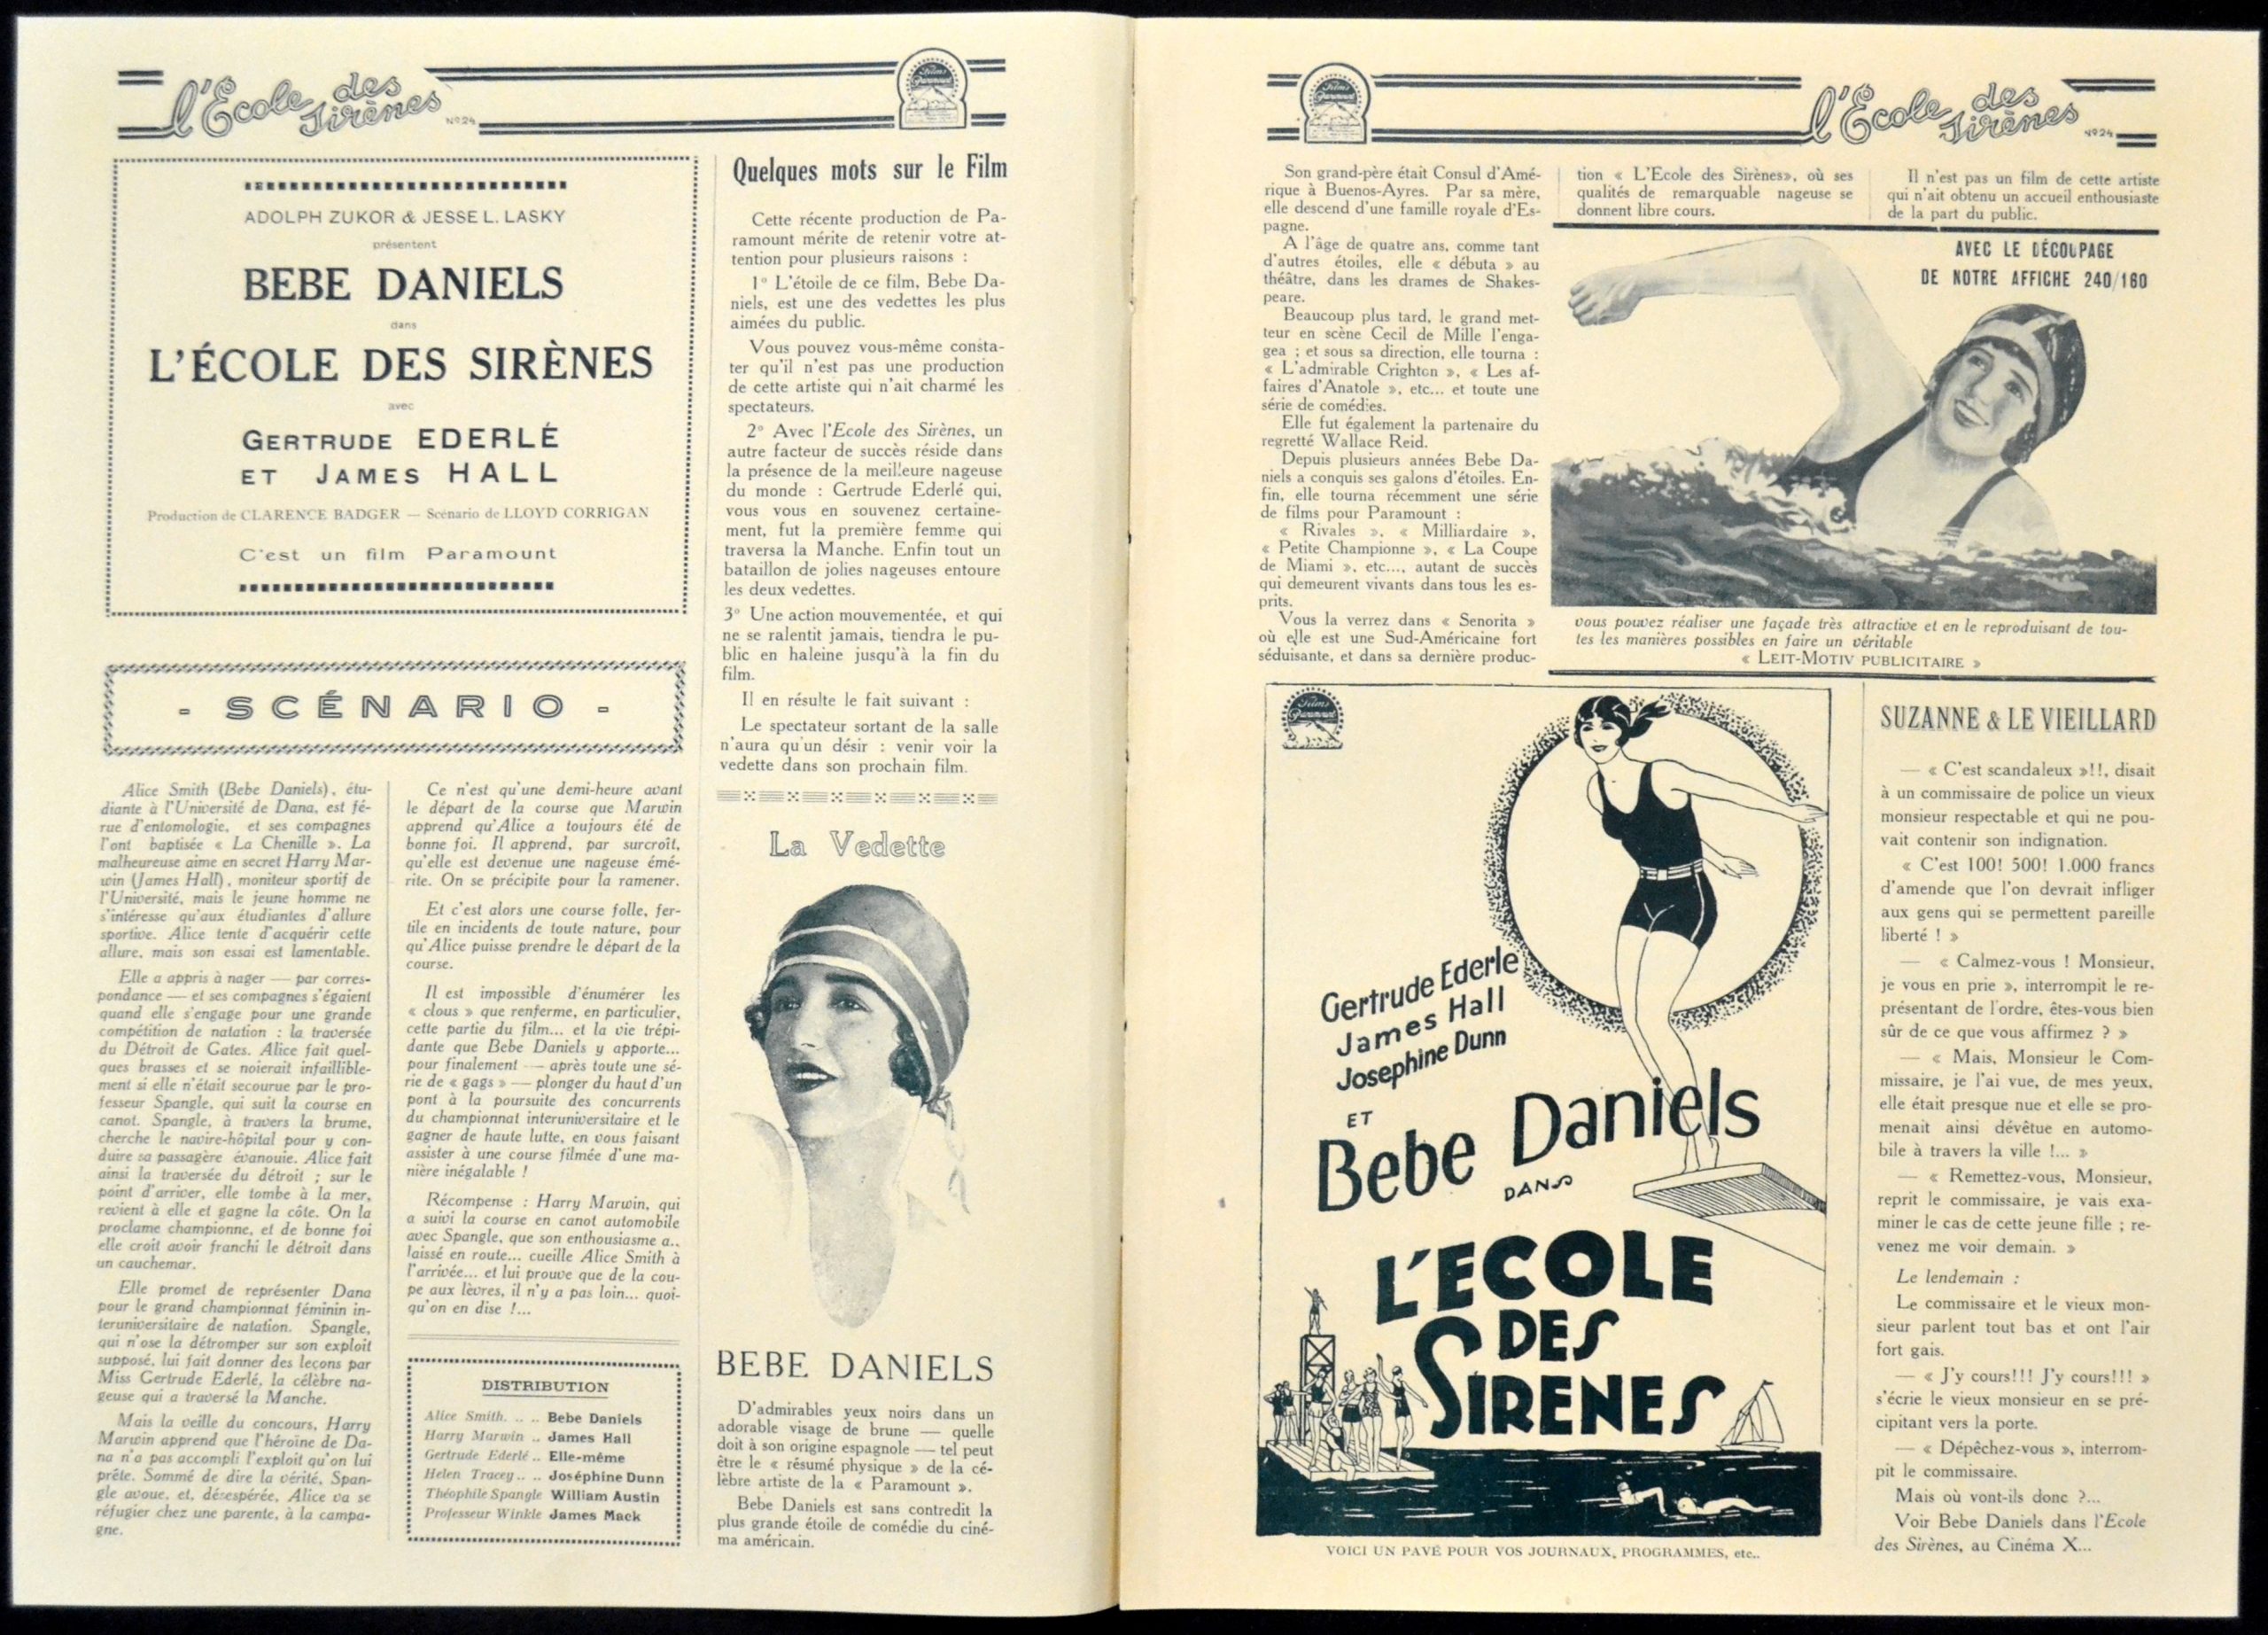 l'Ecole des Sirènes
Nº 24
Films Paramount
ADOLPH ZUKOR & JESSE L. LASKY
présentent
BEBE DANIELS
dans
L'ÉCOLE DES SIRÈNES
avec
GERTRUDE EDERLÉ
ET JAMES HALL
Production de CLARENCE BADGER — Scénario de LLOYD CORRIGAN
C'est un film Paramount
- SCÉNARIO -
Alice Smith (Bebe Daniels), étu-
diante à l'Université de Dana, est fé-
rue d'entomologie, et ses compagnes
l'ont baptisée « La Chenille ». La
malheureuse aime en secret Harry Mar-
win (James Hall), moniteur sportif de
l'Université, mais le jeune homme ne
s'intéresse qu'aux étudiantes d'allure
sportive. Alice tente d'acquérir cette
allure, mais son essai est lamentable.
Elle a appris à nager — par corres-
pondance — et ses compagnes s'égaient
quand elle s'engage pour une grande
compétition de natation : la traversée
du Détroit de Gates. Alice fait quel-
ques brasses et se noierait infaillible-
ment si elle n'était secourue par le pro-
fesseur Spangle, qui suit la course en
canot. Spangle, à travers la brume,
cherche le navire-hôpital pour y con-
duire sa passagère évanouie. Alice fait
ainsi la traversée du détroit ; sur le
point d'arriver, elle tombe à la mer,
revient à elle et gagne la côte. On la
proclame championne, et de bonne foi
elle croit avoir franchi le détroit dans
un cauchemar.
Elle promet de représenter Dana
pour le grand championnat féminin in-
teruniversitaire de natation. Spangle,
qui n'ose la détromper sur son exploit
supposé, lui fait donner des leçons par
Miss Gertrude Ederlé, la célèbre na-
geuse qui a traversé la Manche.
Mais la veille du concours, Harry
Marwin apprend que l'héroïne de Da-
na n'a pas accompli l'exploit qu'on lui
prête. Sommé de dire la vérité, Span-
gle avoue, et, désespérée, Alice va se
réfugier chez une parente, à la campa-
gne.
Ce n'est qu'une demi-heure avant
le départ de la course que Marwin
apprend qu'Alice a toujours été de
bonne foi. Il apprend, par surcroît,
qu'elle est devenue une nageuse émé-
rite. On se précipite pour la ramener.
Et c'est alors une course folle, fer-
tile en incidents de toute nature, pour
qu'Alice puisse prendre le départ de la
course.
Il est impossible d'énumérer les
« clous » que renferme, en particulier,
cette partie du film... et la vie trépi-
dante que Bebe Daniels y apporte...
pour finalement — après toute une sé-
rie de « gags » — plonger du haut d'un
pont à la poursuite des concurrents
du championnat interuniversitaire et le
gagner de haute lutte, en vous faisant
assister à une course filmée d'une ma-
nière inégalable !
Récompense : Harry Marwin, qui
a suivi la course en canot automobile
avec Spangle, que son enthousiasme a..
laissé en route... cueille Alice Smith à
l'arrivée... et lui prouve que de la cou-
pe aux lèvres, il n'y a pas loin... quoi-
qu'on en dise !...
DISTRIBUTION
Alice Smith. .. .. Bebe Daniels
Harry Marwin .. James Hall
Gertrude Ederlé .. Elle-même
Helen Tracey .. .. Joséphine Dunn
Théophile Spangle William Austin
Professeur Winkle James Mack
Quelques mots sur le Film
Cette récente production de Pa-
ramount mérite de retenir votre at-
tention pour plusieurs raisons :
1º L'étoile de ce film, Bebe Da-
niels, est une des vedettes les plus
aimées du public.
Vous pouvez vous-même consta-
ter qu'il n'est pas une production
de cette artiste qui n'ait charmé les
spectateurs.
2º Avec l'Ecole des Sirènes, un
autre facteur de succès réside dans
la présence de la meilleure nageuse
du monde : Gertrude Ederlé qui,
vous vous en souvenez certaine-
ment, fut la première femme qui
traversa la Manche. Enfin tout un
bataillon de jolies nageuses entoure
les deux vedettes.
3º Une action mouvementée, et qui
ne se ralentit jamais, tiendra le pu-
blic en haleine jusqu'à la fin du
film.
Il en résulte le fait suivant :
Le spectateur sortant de la salle
n'aura qu'un désir : venir voir la
vedette dans son prochain film.
La Vedette
BEBE DANIELS
D'admirables yeux noirs dans un
adorable visage de brune — quelle
doit à son origine espagnole — tel peut
être le « résumé physique » de la cé-
lèbre artiste de la « Paramount ».
Bebe Daniels est sans contredit la
plus grande étoile de comédie du ciné-
ma américain.
Films Paramount
l'Ecole des Sirènes
Nº 24
Son grand-père était Consul d'Amé-
rique à Buenos-Ayres. Par sa mère,
elle descend d'une famille royale d'Es-
pagne.
A l'âge de quatre ans, comme tant
d'autres étoiles, elle « débuta » au
théâtre, dans les drames de Shakes-
peare.
Beaucoup plus tard, le grand met-
teur en scène Cecil de Mille l'enga-
gea ; et sous sa direction, elle tourna :
« L'admirable Crighton », « Les af-
faires d'Anatole », etc... et toute une
série de comédies.
Elle fut également la partenaire du
regretté Wallace Reid.
Depuis plusieurs années Bebe Da-
niels a conquis ses galons d'étoiles. En-
fin, elle tourna récemment une série
de films pour Paramount :
« Rivales », « Milliardaire »,
« Petite Championne », « La Coupe
de Miami », etc..., autant de succès
qui demeurent vivants dans tous les es-
prits.
Vous la verrez dans « Senorita »
où elle est une Sud-Américaine fort
séduisante, et dans sa dernière produc-
tion « L'Ecole des Sirènes», où ses
qualités de remarquable nageuse se
donnent libre cours.
Il n'est pas un film de cette artiste
qui n'ait obtenu un accueil enthousiaste
de la part du public.
AVEC LE DÉCOUPAGE
DE NOTRE AFFICHE 240/160
vous pouvez réaliser une façade très attractive et en le reproduisant de tou-
tes les manières possibles en faire un véritable
« LEIT-MOTIV PUBLICITAIRE »
Films Paramount
Gertrude Ederle
James Hall
Josephine Dunn
ET
Bebe Daniels
DANS
L'ECOLE
DES
SIRENES
VOICI UN PAVÉ POUR VOS JOURNAUX, PROGRAMMES, etc..
SUZANNE & LE VIEILLARD
— « C'est scandaleux »!!, disait
à un commissaire de police un vieux
monsieur respectable et qui ne pou-
vait contenir son indignation.
« C'est 100! 500! 1.000 francs
d'amende que l'on devrait infliger
aux gens qui se permettent pareille
liberté ! »
— « Calmez-vous ! Monsieur,
je vous en prie », interrompit le re-
présentant de l'ordre, êtes-vous bien
sûr de ce que vous affirmez ? »
— « Mais, Monsieur le Com-
missaire, je l'ai vue, de mes yeux,
elle était presque nue et elle se pro-
menait ainsi dévêtue en automo-
bile à travers la ville !... »
— « Remettez-vous, Monsieur,
reprit le commissaire, je vais exa-
miner le cas de cette jeune fille ; re-
venez me voir demain. »
Le lendemain :
Le commissaire et le vieux mon-
sieur parlent tout bas et ont l'air
fort gais.
— « J'y cours!!! J'y cours!!! »
s'écrie le vieux monsieur en se pré-
cipitant vers la porte.
— « Dépêchez-vous », interrom-
pit le commissaire.
Mais où vont-ils donc ?...
Voir Bebe Daniels dans l'Ecole
des Sirènes, au Cinéma X...